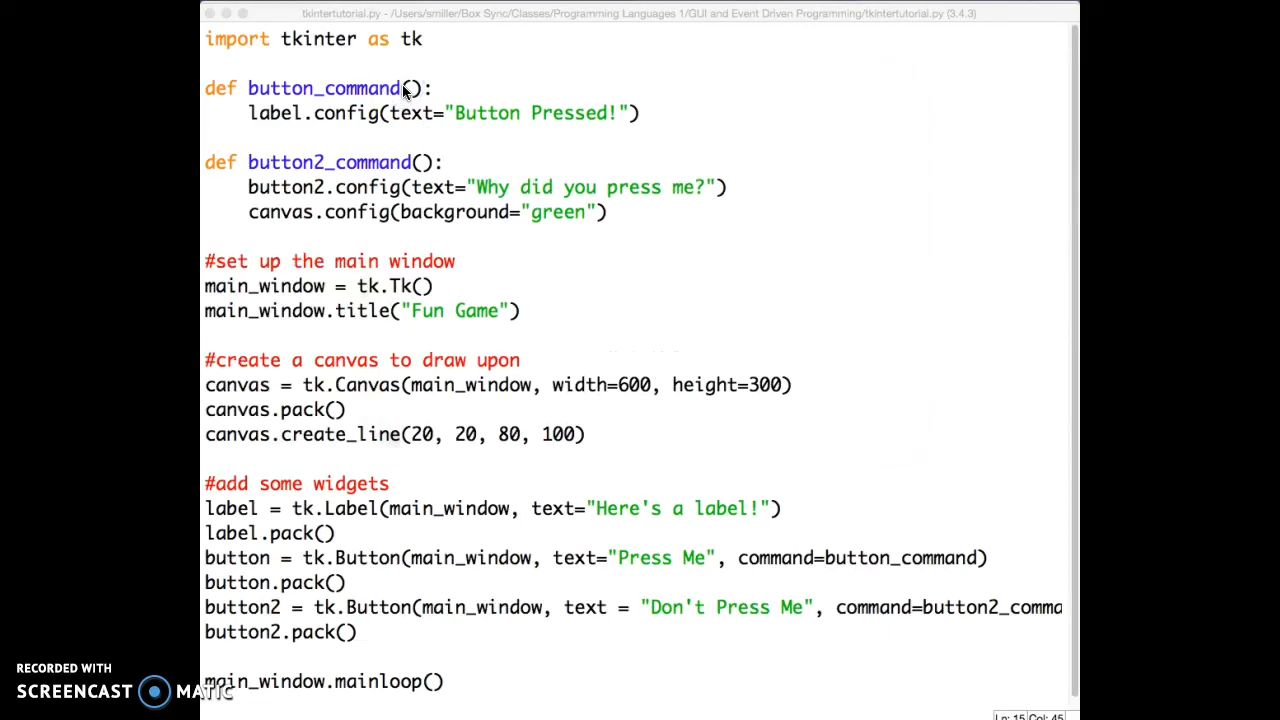 tkintertutorial.py - /Users/smiller/Box Sync/Classes/Programming Languages 1/GUI and Event Driven Programming/tkintertutorial.py (3.4.3)
import tkinter as tk
def button_command():
label.config(text="Button Pressed!")
def button2_command():
button2.config(text="Why did you press me?")
canvas.config(background="green")
#set up the main window
main_window = tk.Tk()
main_window.title("Fun Game")
#create a canvas to draw upon
canvas = tk.Canvas(main_window, width=600, height=300)
canvas.pack()
canvas.create_line(20, 20, 80, 100)
#add some widgets
label = tk.Label(main_window, text="Here's a label!")
label.pack()
button = tk.Button(main_window, text="Press Me", command=button_command)
button.pack()
button2 = tk.Button(main_window, text = "Don't Press Me", command=button2_comma
button2.pack()
main_window.mainloop()
RECORDED WITH
SCREENCAST MATIC
Ln: 15 Col: 45